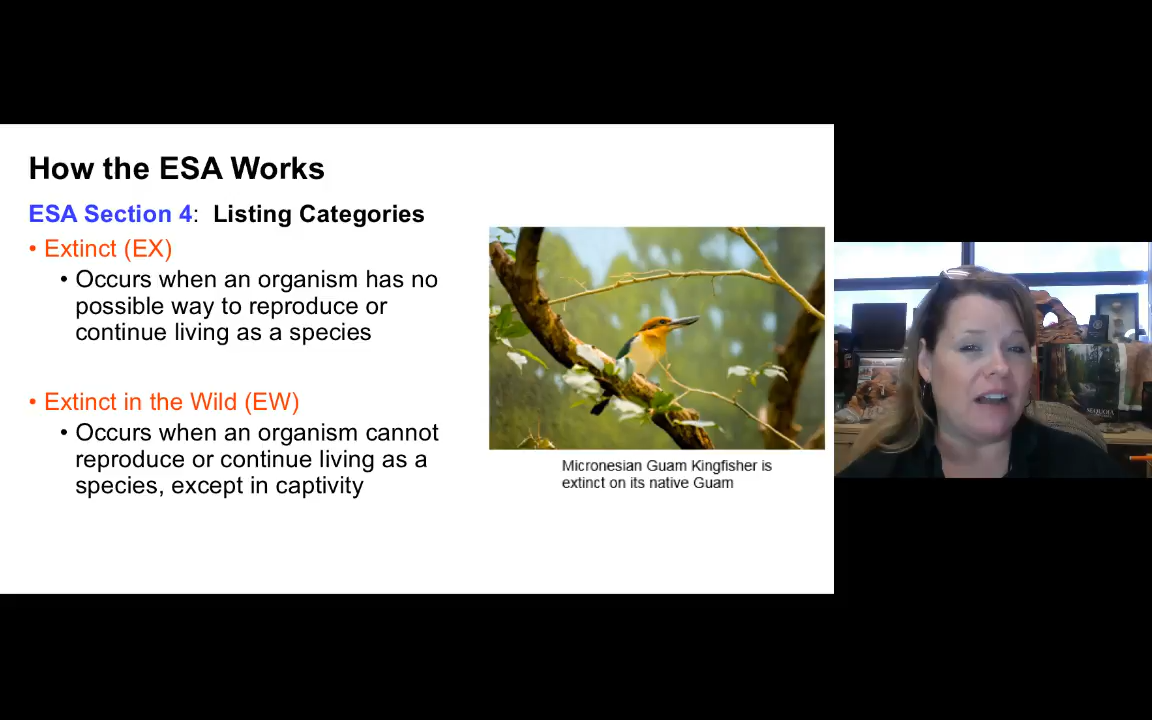 How the ESA Works
ESA Section 4: Listing Categories
• Extinct (EX)
• Occurs when an organism has no
possible way to reproduce or
continue living as a species
• Extinct in the Wild (EW)
• Occurs when an organism cannot
reproduce or continue living as a
species, except in captivity
Micronesian Guam Kingfisher is
extinct on its native Guam
SEQUOIA